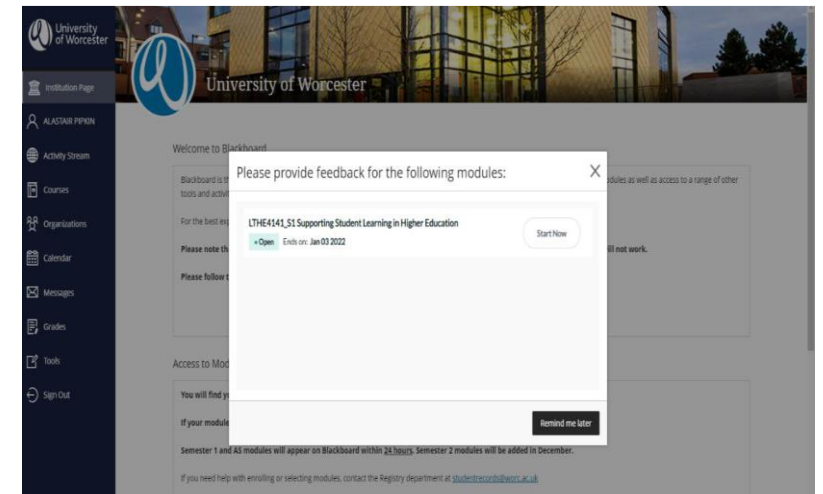 University
of Worcester
University of Worcester
Institution Page
ALASTAIR PIPKIN
Activity Stream
Courses
Organizations
Calendar
Messages
Grades
Tools
Sign Out
Welcome to Blackboard
Blackboard is th
odules as well as access to a range of other
tools and activit
For the best exp
Please note th
ill not work.
Please follow t
Please provide feedback for the following modules:
X
LTHE4141_S1 Supporting Student Learning in Higher Education
Open Ends on: Jan 03 2022
Start Now
Remind me later
Access to Mod
You will find y
If your module
Semester 1 and AS modules will appear on Blackboard within 24 hours. Semester 2 modules will be added in December.
If you need help with enrolling or selecting modules, contact the Registry department at studentrecords@worc.ac.uk